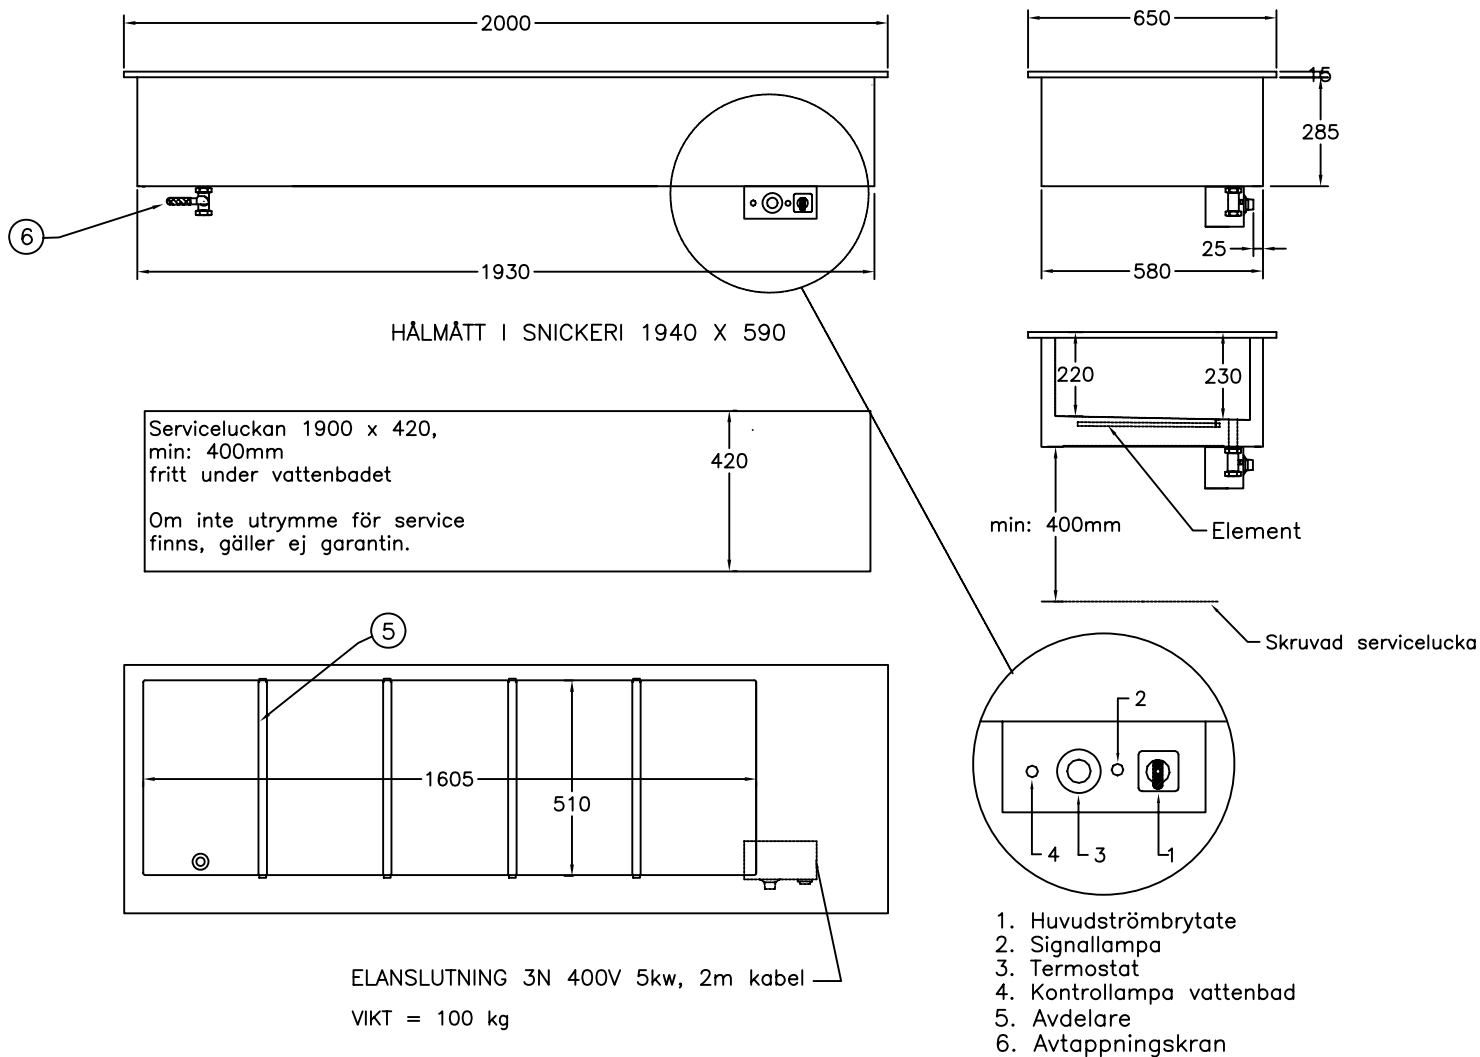 2000
650
15
285
6
25
1930
580
HÅLMÅTT I SNICKERI 1940 X 590
220
230
Serviceluckan 1900 x 420,
min: 400mm
fritt under vattenbadet
Om inte utrymme för service
finns, gäller ej garantin.
420
min: 400mm
Element
Skruvad servicelucka
5
1605
510
2
4
3
1
ELANSLUTNING 3N 400V 5kw, 2m kabel
VIKT = 100 kg
1. Huvudströmbrytate
2. Signallampa
3. Termostat
4. Kontrollampa vattenbad
5. Avdelare
6. Avtappningskran